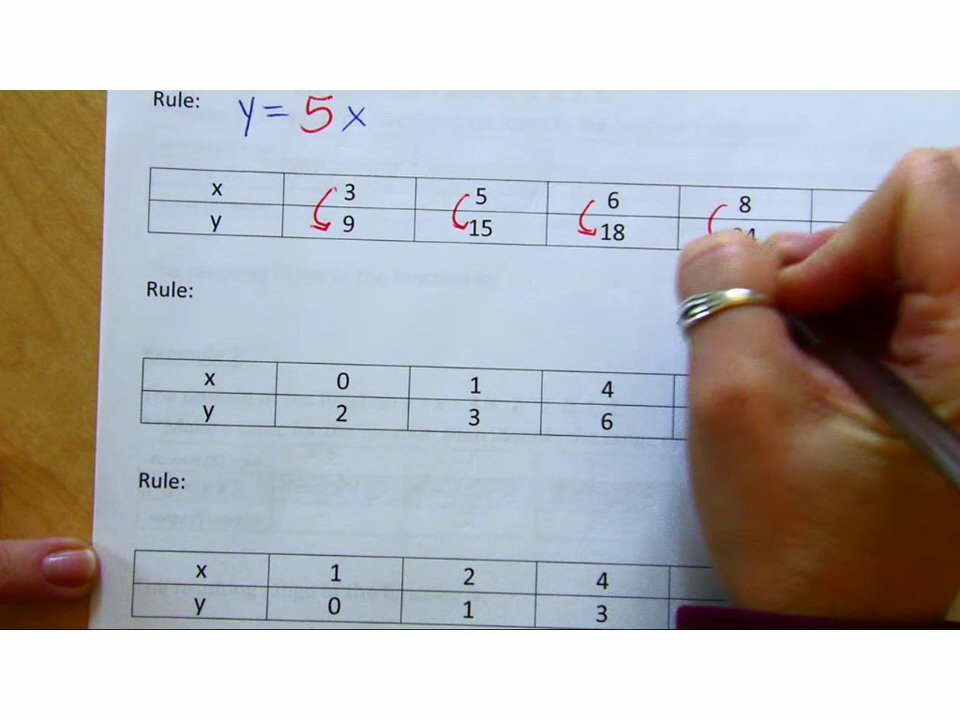 Rule: y = 5x
x 3 5 6 8
y 9 15 18
Rule:
x 0 1 4
y 2 3 6
Rule:
x 1 2 4
y 0 1 3